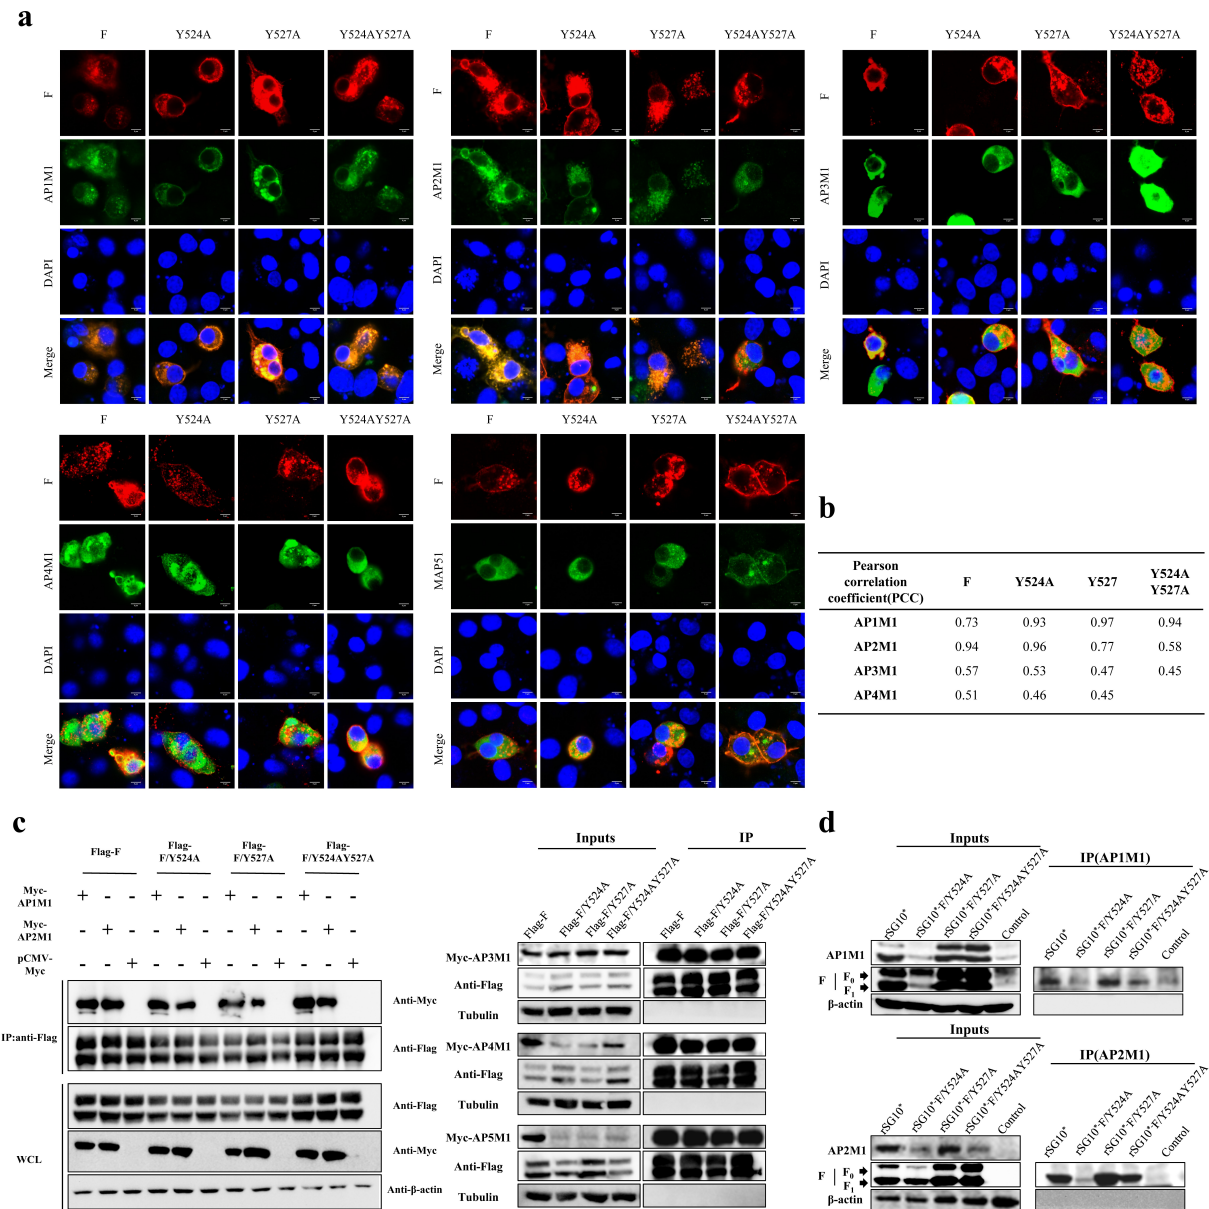 a
F Y524A Y527A Y524AY527A
F
AP1M1
DAPI
Merge
F Y524A Y527A Y524AY527A
F
AP2M1
DAPI
Merge
F Y524A Y527A Y524AY527A
F
AP3M1
DAPI
Merge
F Y524A Y527A Y524AY527A
F
AP4M1
DAPI
Merge
F Y524A Y527A Y524AY527A
F
MAP51
DAPI
Merge
b
Pearson
correlation
coefficient(PCC)
F Y524A Y527 Y524A
Y527A
AP1M1 0.73 0.93 0.97 0.94
AP2M1 0.94 0.96 0.77 0.58
AP3M1 0.57 0.53 0.47 0.45
AP4M1 0.51 0.46 0.45
c
Flag-F
Flag-
F/Y524A
Flag-
F/Y527A
Flag-
F/Y524AY527A
Myc-
AP1M1
+ - - + - - + - - + - -
Myc-
AP2M1
- + - - + - - + - - + -
pCMV-
Myc
- - + - - + - - + - - +
IP:anti-Flag
Anti-Myc
Anti-Flag
WCL
Anti-Flag
Anti-Myc
Anti-β-actin
Inputs IP
Flag-F Flag-F/Y524A Flag-F/Y527A Flag-F/Y524AY527A
Flag-F Flag-F/Y524A Flag-F/Y527A Flag-F/Y524AY527A
Myc-AP3M1
Anti-Flag
Tubulin
Myc-AP4M1
Anti-Flag
Tubulin
Myc-AP5M1
Anti-Flag
Tubulin
d
Inputs
IP(AP1M1)
rSG10* rSG10*-F/Y524A rSG10*-F/Y527A rSG10*-F/Y524AY527A Control
rSG10* rSG10*-F/Y524A rSG10*-F/Y527A rSG10*-F/Y524AY527A Control
AP1M1
F F0
F1
β-actin
Inputs
IP(AP2M1)
rSG10* rSG10*-F/Y524A rSG10*-F/Y527A rSG10*-F/Y524AY527A Control
rSG10* rSG10*-F/Y524A rSG10*-F/Y527A rSG10*-F/Y524AY527A Control
AP2M1
F F0
F1
β-actin